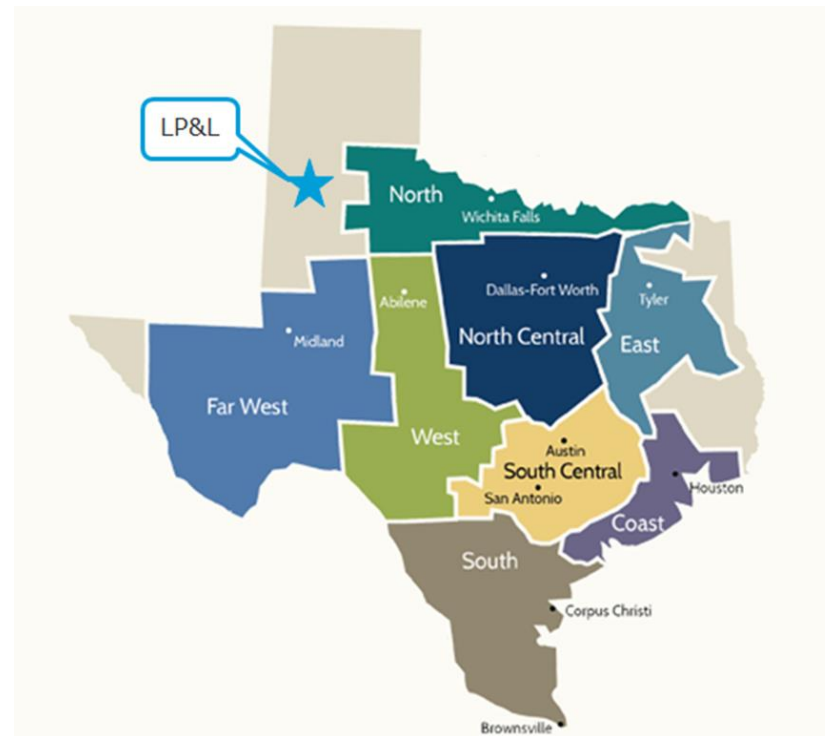 LP&L
North
Wichita Falls
Abilene
Dallas-Fort Worth
Tyler
Midland
North Central
East
Far West
West
Austin
South Central
San Antonio
Houston
Coast
South
Corpus Christi
Brownsville